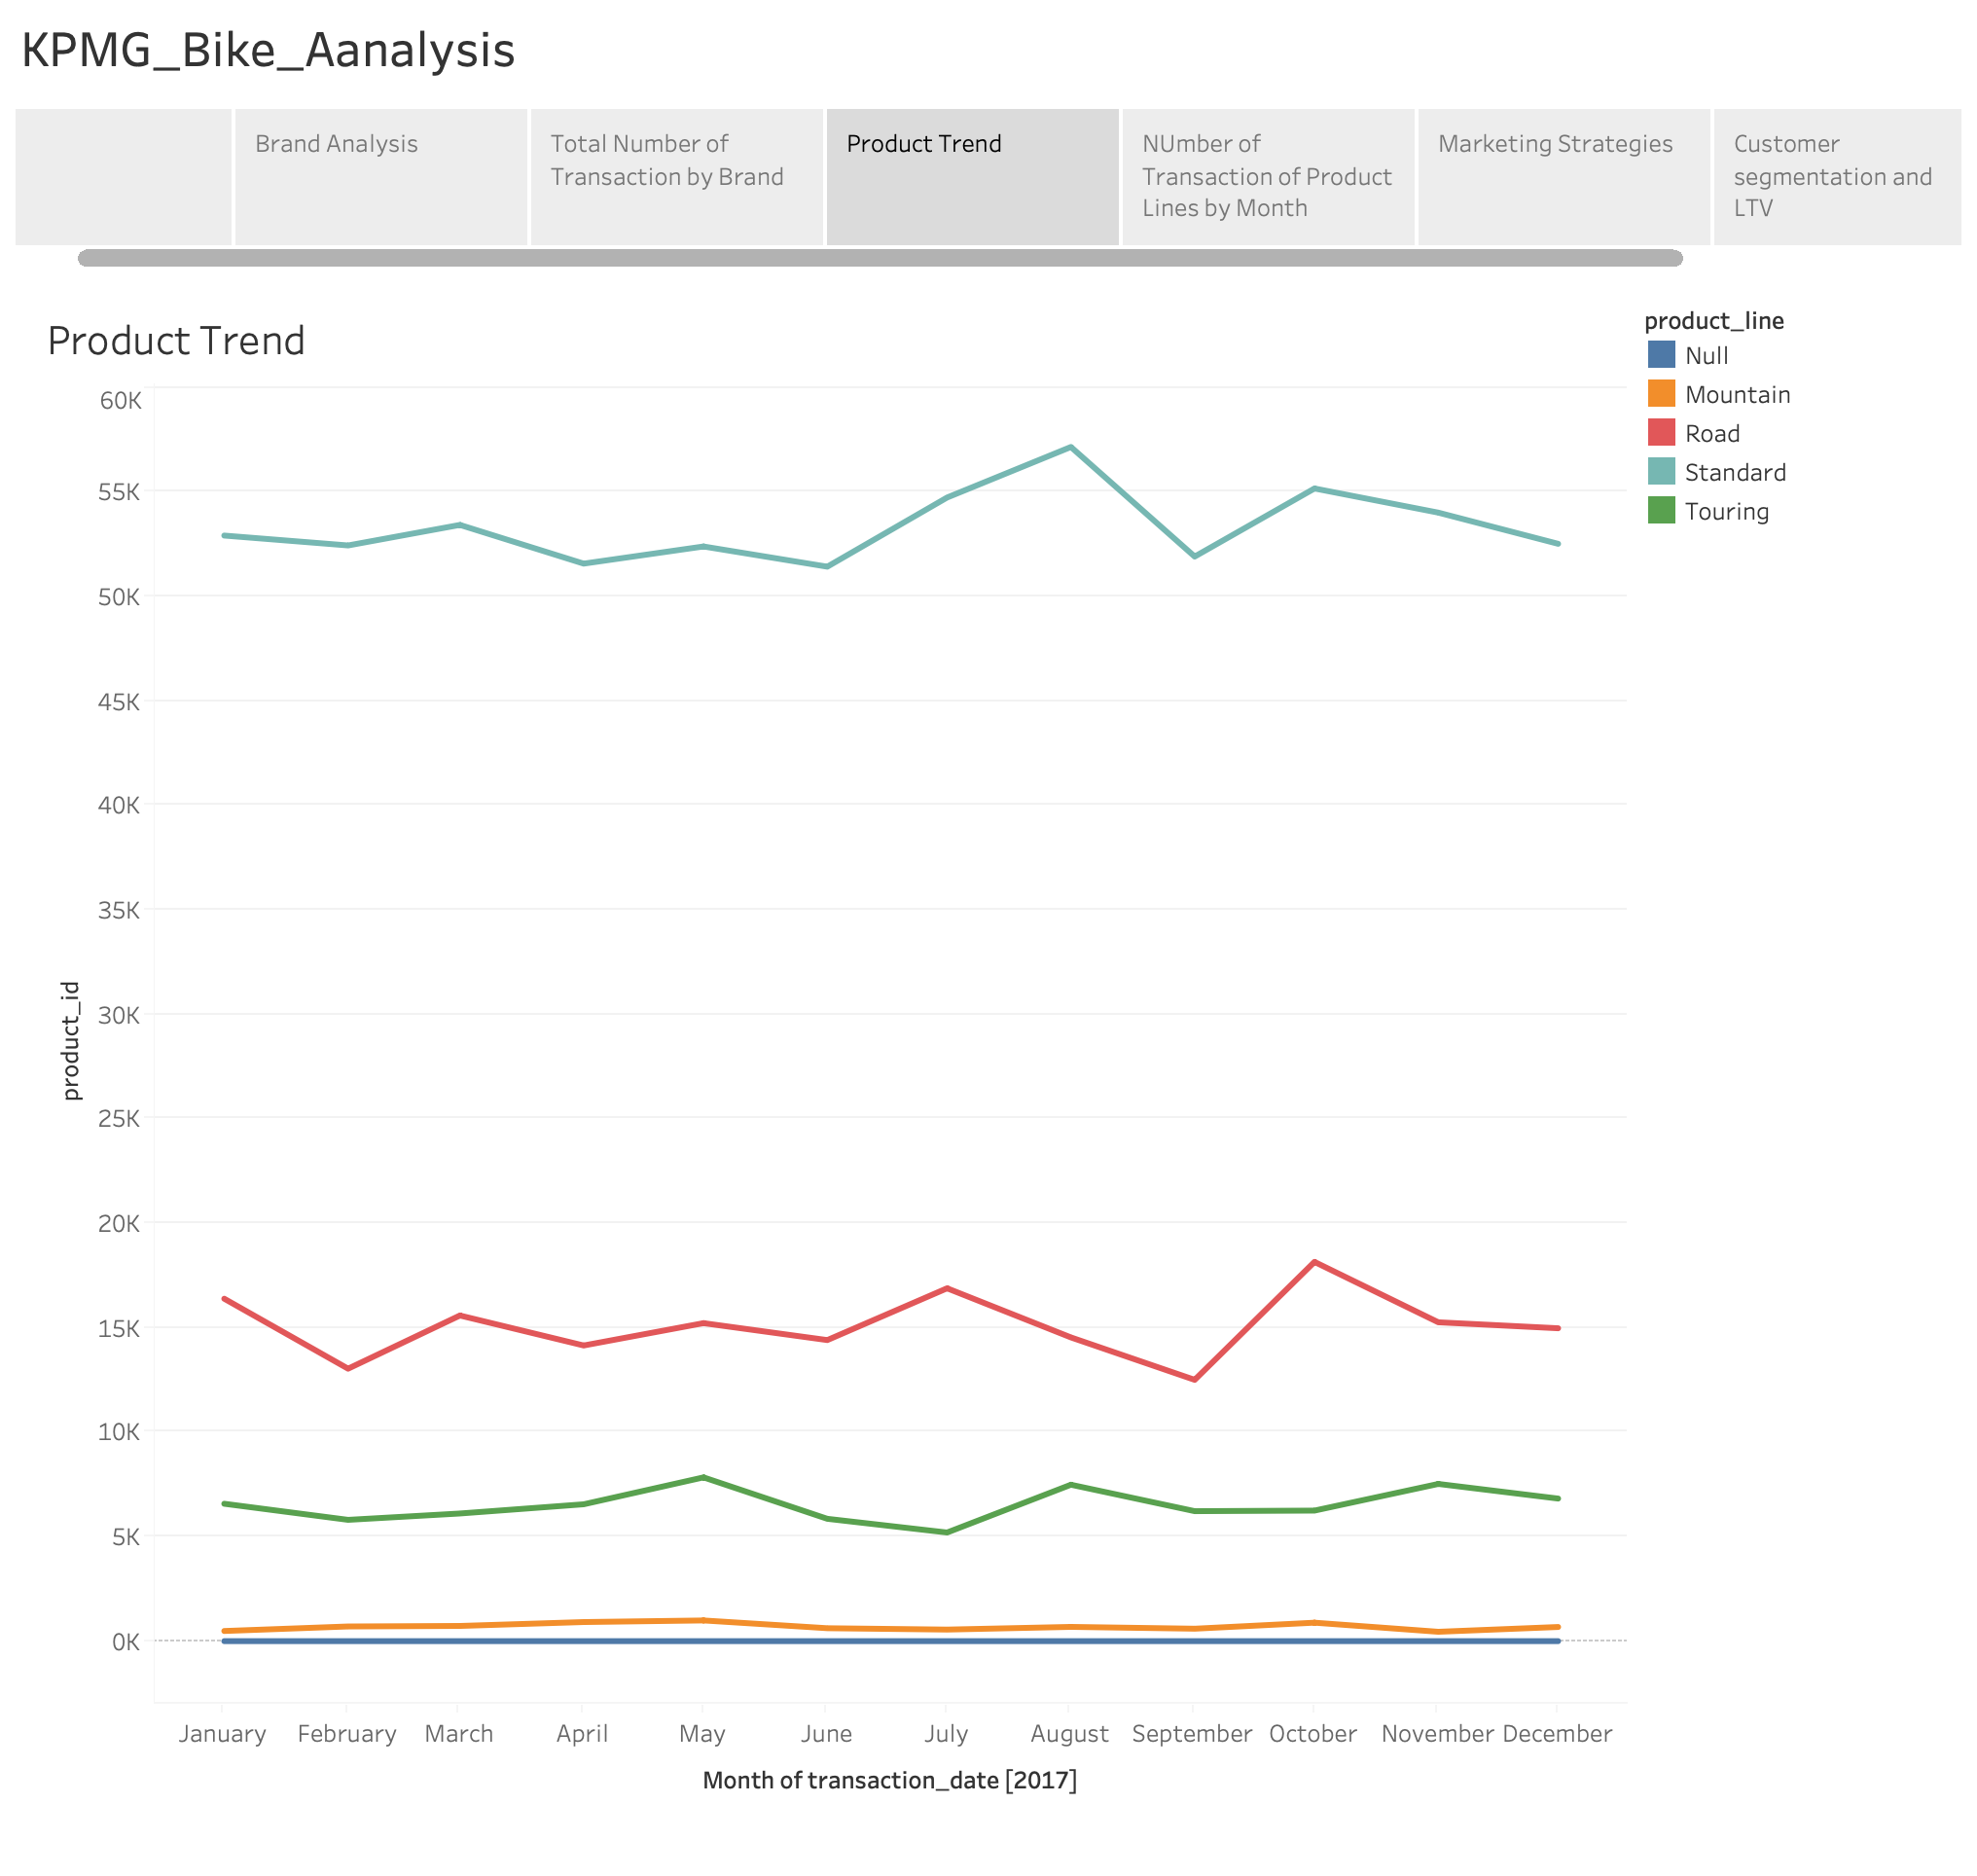 KPMG_Bike_Aanalysis
Brand Analysis
Total Number of
Transaction by Brand
Product Trend
NUmber of
Transaction of Product
Lines by Month
Marketing Strategies
Customer
segmentation and
LTV
Product Trend
product_line
Null
Mountain
Road
Standard
Touring
60K
55K
50K
45K
40K
35K
30K
25K
20K
15K
10K
5K
0K
product_id
January
February
March
April
May
June
July
August
September
October
November
December
Month of transaction_date [2017]